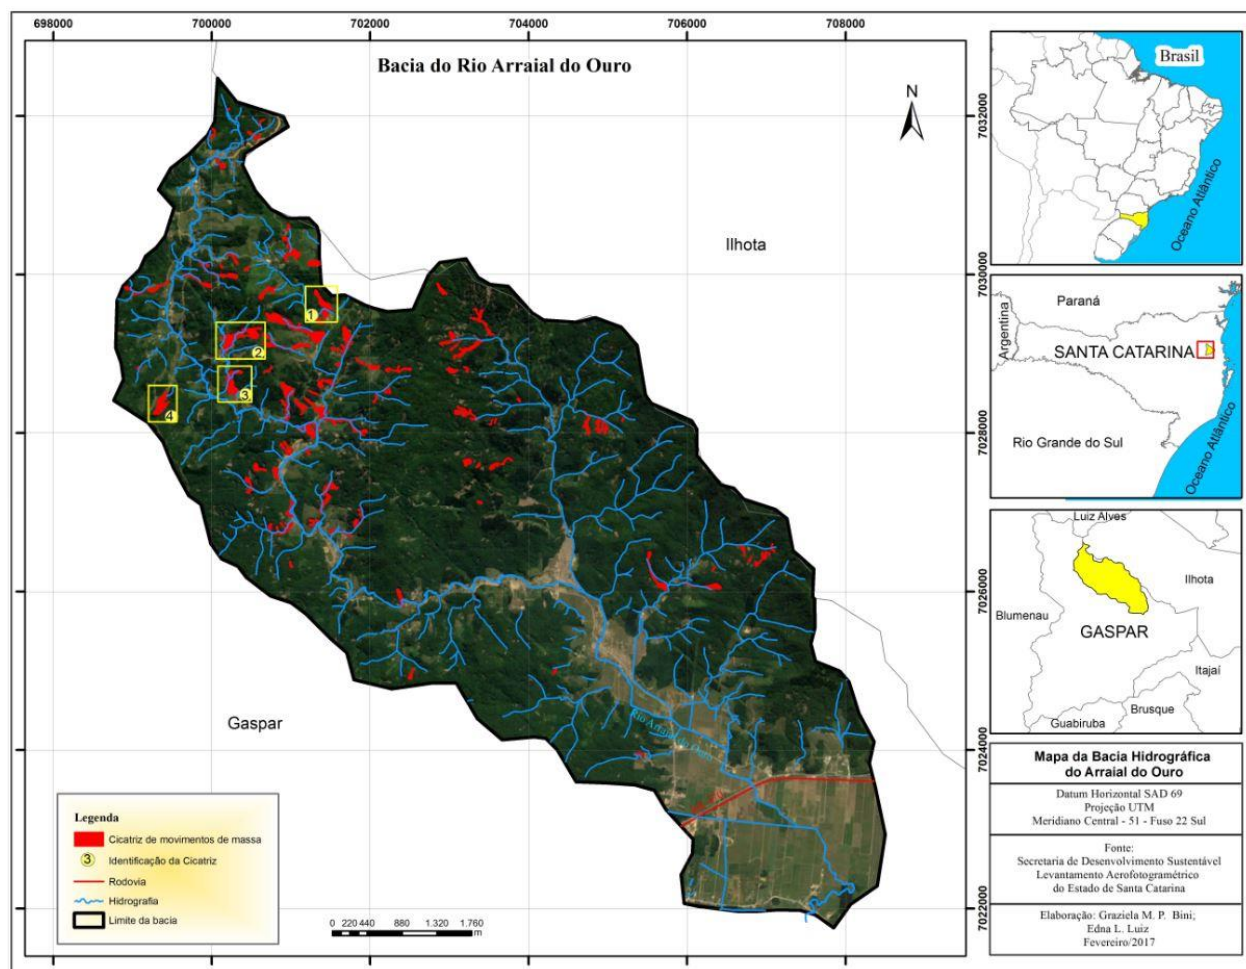 698000
700000
702000
704000
706000
708000
Bacia do Rio Arraial do Ouro
N
7032000
7030000
7028000
7026000
7024000
7022000
Ilhota
Gaspar
1
2
3
4
Rio Arraial do Ouro
Legenda
Cicatriz de movimentos de massa
3
Identificação da Cicatriz
Rodovia
Hidrografia
Limite da bacia
0 220 440 880 1.320 1.760
m
Brasil
Oceano Atlântico
Paraná
Argentina
SANTA CATARINA
Rio Grande do Sul
Oceano Atlântico
Luiz Alves
Ilhota
Blumenau
GASPAR
Itajaí
Brusque
Guabiruba
Mapa da Bacia Hidrográfica
do Arraial do Ouro
Datum Horizontal SAD 69
Projeção UTM
Meridiano Central - 51 - Fuso 22 Sul
Fonte:
Secretaria de Desenvolvimento Sustentável
Levantamento Aerofotogramétrico
do Estado de Santa Catarina
Elaboração: Graziela M. P. Bini;
Edna L. Luiz
Fevereiro/2017